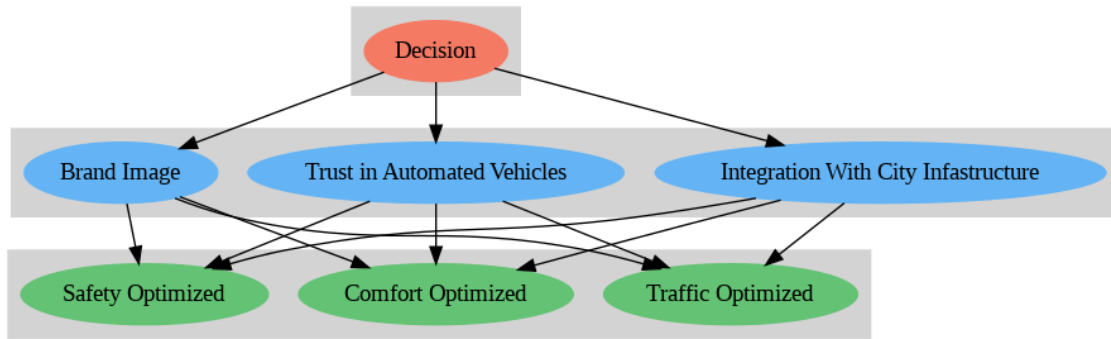 Decision
Brand Image
Trust in Automated Vehicles
Integration With City Infastructure
Safety Optimized
Comfort Optimized
Traffic Optimized